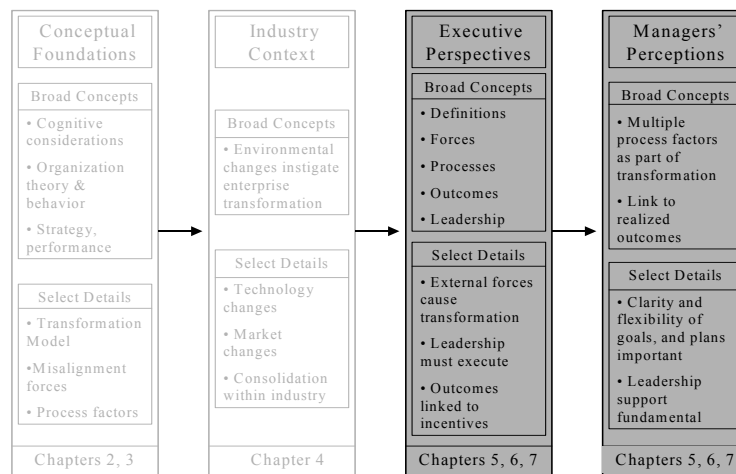 Conceptual
Foundations
Broad Concepts
• Cognitive
considerations
• Organization
theory &
behavior
• Strategy,
performance
Select Details
• Transformation
Model
•Misalignment
forces
• Process factors
Chapters 2, 3
Industry
Context
Broad Concepts
• Environmental
changes instigate
enterprise
transformation
Select Details
• Technology
changes
• Market
changes
• Consolidation
within industry
Chapter 4
Executive
Perspectives
Broad Concepts
• Definitions
• Forces
• Processes
• Outcomes
• Leadership
Select Details
• External forces
cause
transformation
• Leadership
must execute
• Outcomes
linked to
incentives
Chapters 5, 6, 7
Managers’
Perceptions
Broad Concepts
• Multiple
process factors
as part of
transformation
• Link to
realized
outcomes
Select Details
• Clarity and
flexibility of
goals, and plans
important
• Leadership
support
fundamental
Chapters 5, 6, 7